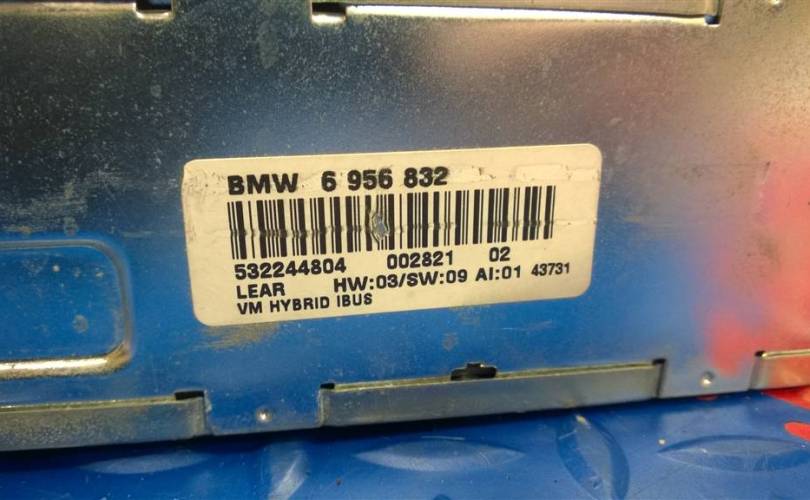 BMW 6 956 832
532244804 002821 02
LEAR HW:03/SW:09 AI:01 43731
VM HYBRID IBUS